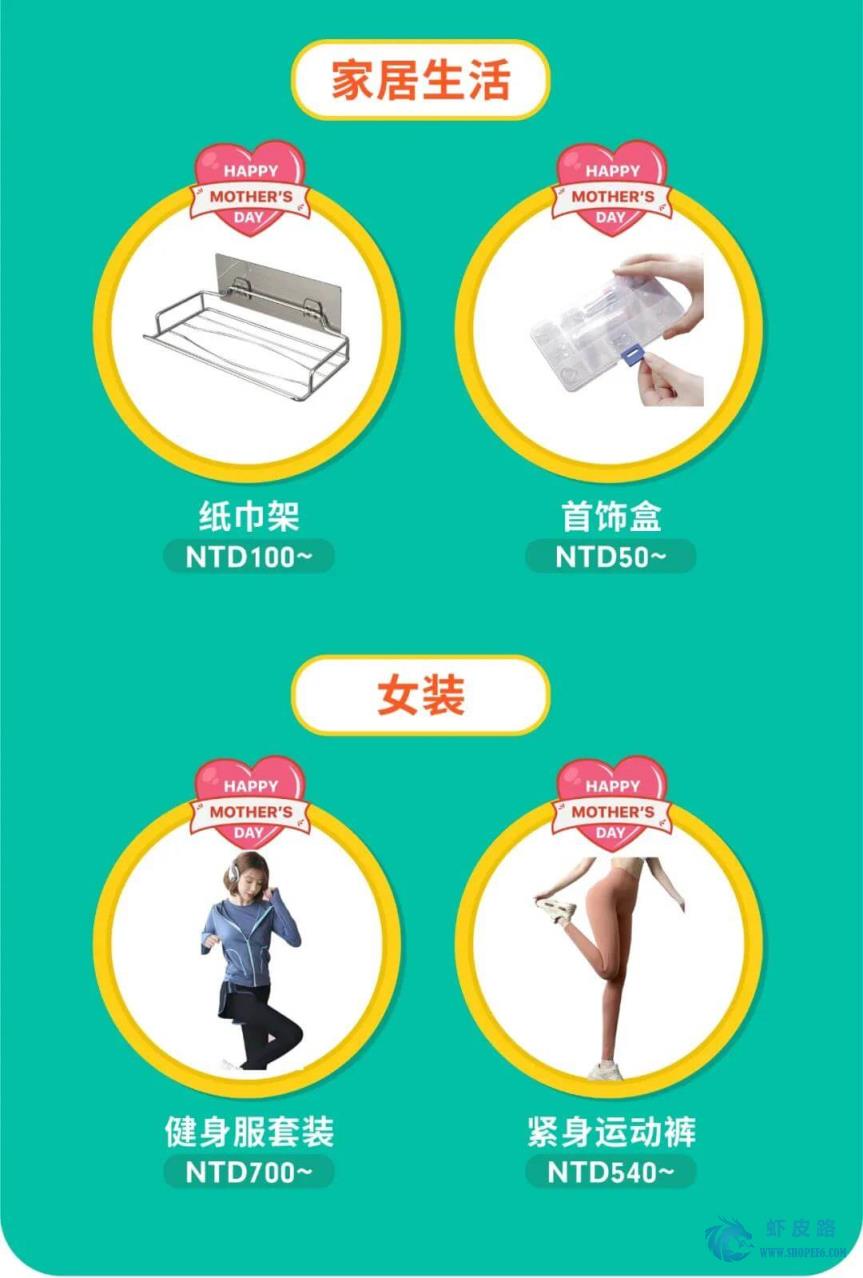 家居生活
HAPPY
MOTHER'S
DAY
HAPPY
MOTHER'S
DAY
纸巾架
NTD100~
首饰盒
NTD50~
女装
HAPPY
MOTHER'S
DAY
HAPPY
MOTHER'S
DAY
健身服套装
NTD700~
紧身运动裤
NTD540~
虾皮路
WWW.SHOPEE6.COM